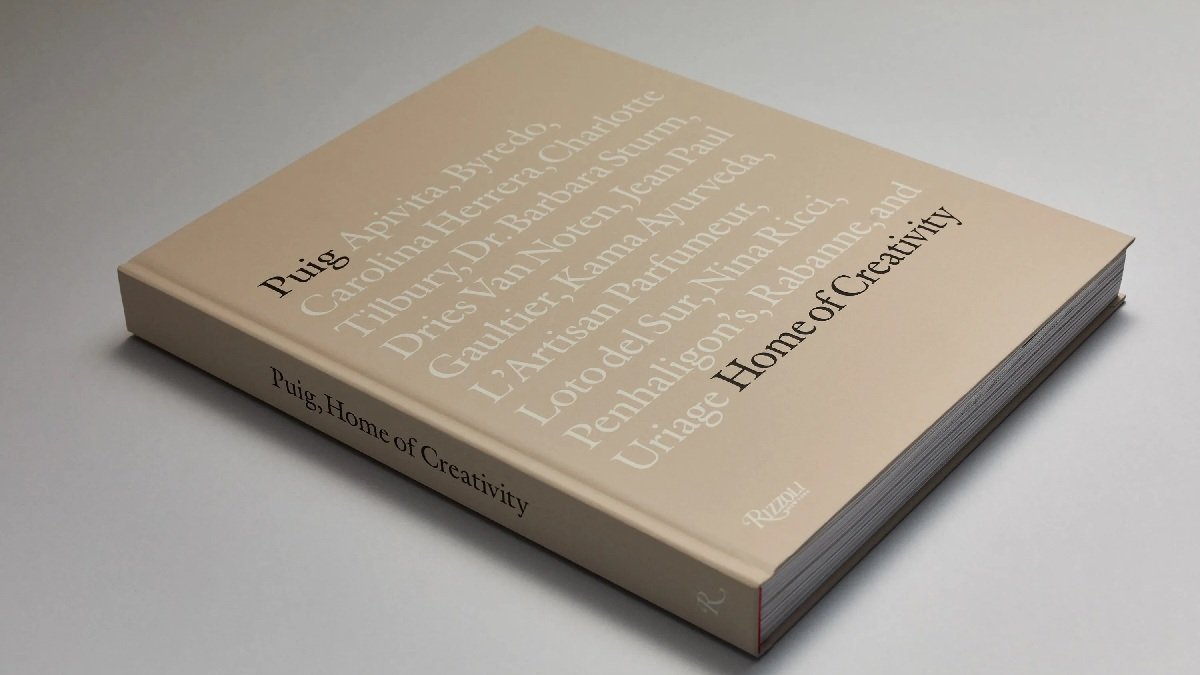 Puig Apivita, Byredo,
Carolina Herrera, Charlotte
Tilbury, Dr. Barbara Sturm,
Dries Van Noten, Jean Paul
Gaultier, Kama Ayurveda,
L'Artisan Parfumeur,
Loto del Sur, Nina Ricci,
Penhaligon's, Rabanne, and
Uriage Home of Creativity
RIZZOLI
Puig, Home of Creativity
R